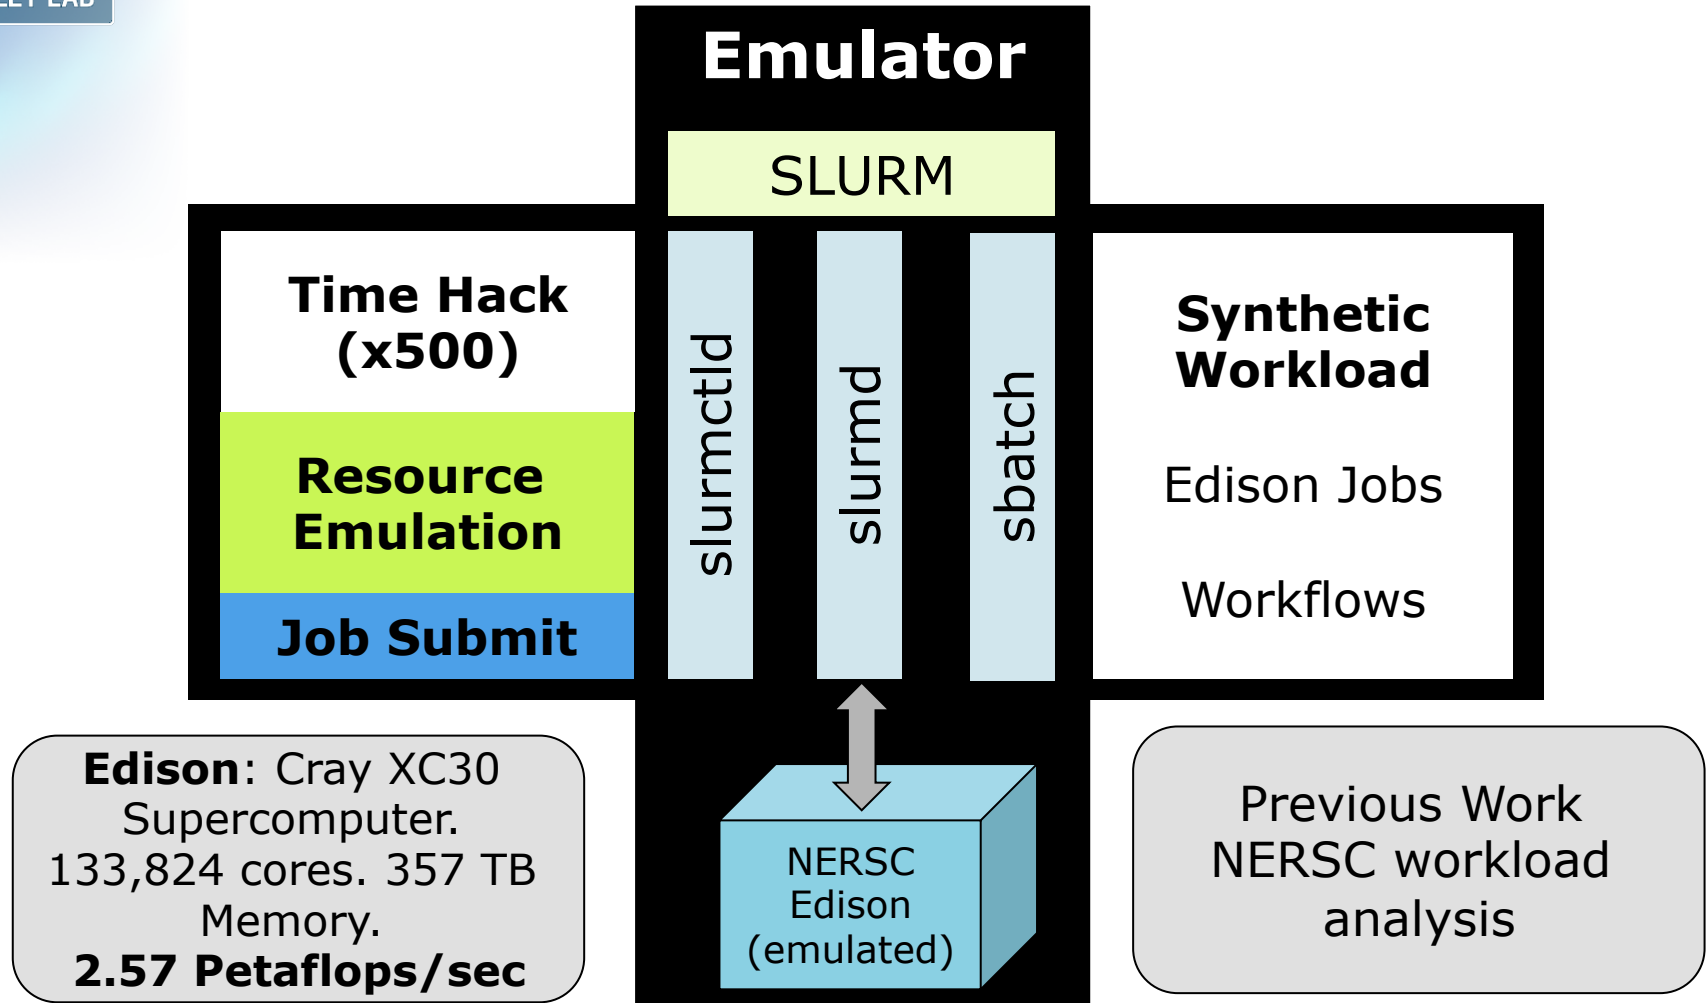 LAB
Emulator
SLURM
Time Hack
(x500)
Resource
Emulation
Job Submit
slurmctld
slurmd
sbatch
Synthetic
Workload
Edison Jobs
Workflows
Edison: Cray XC30
Supercomputer.
133,824 cores. 357 TB
Memory.
2.57 Petaflops/sec
NERSC
Edison
(emulated)
Previous Work
NERSC workload
analysis